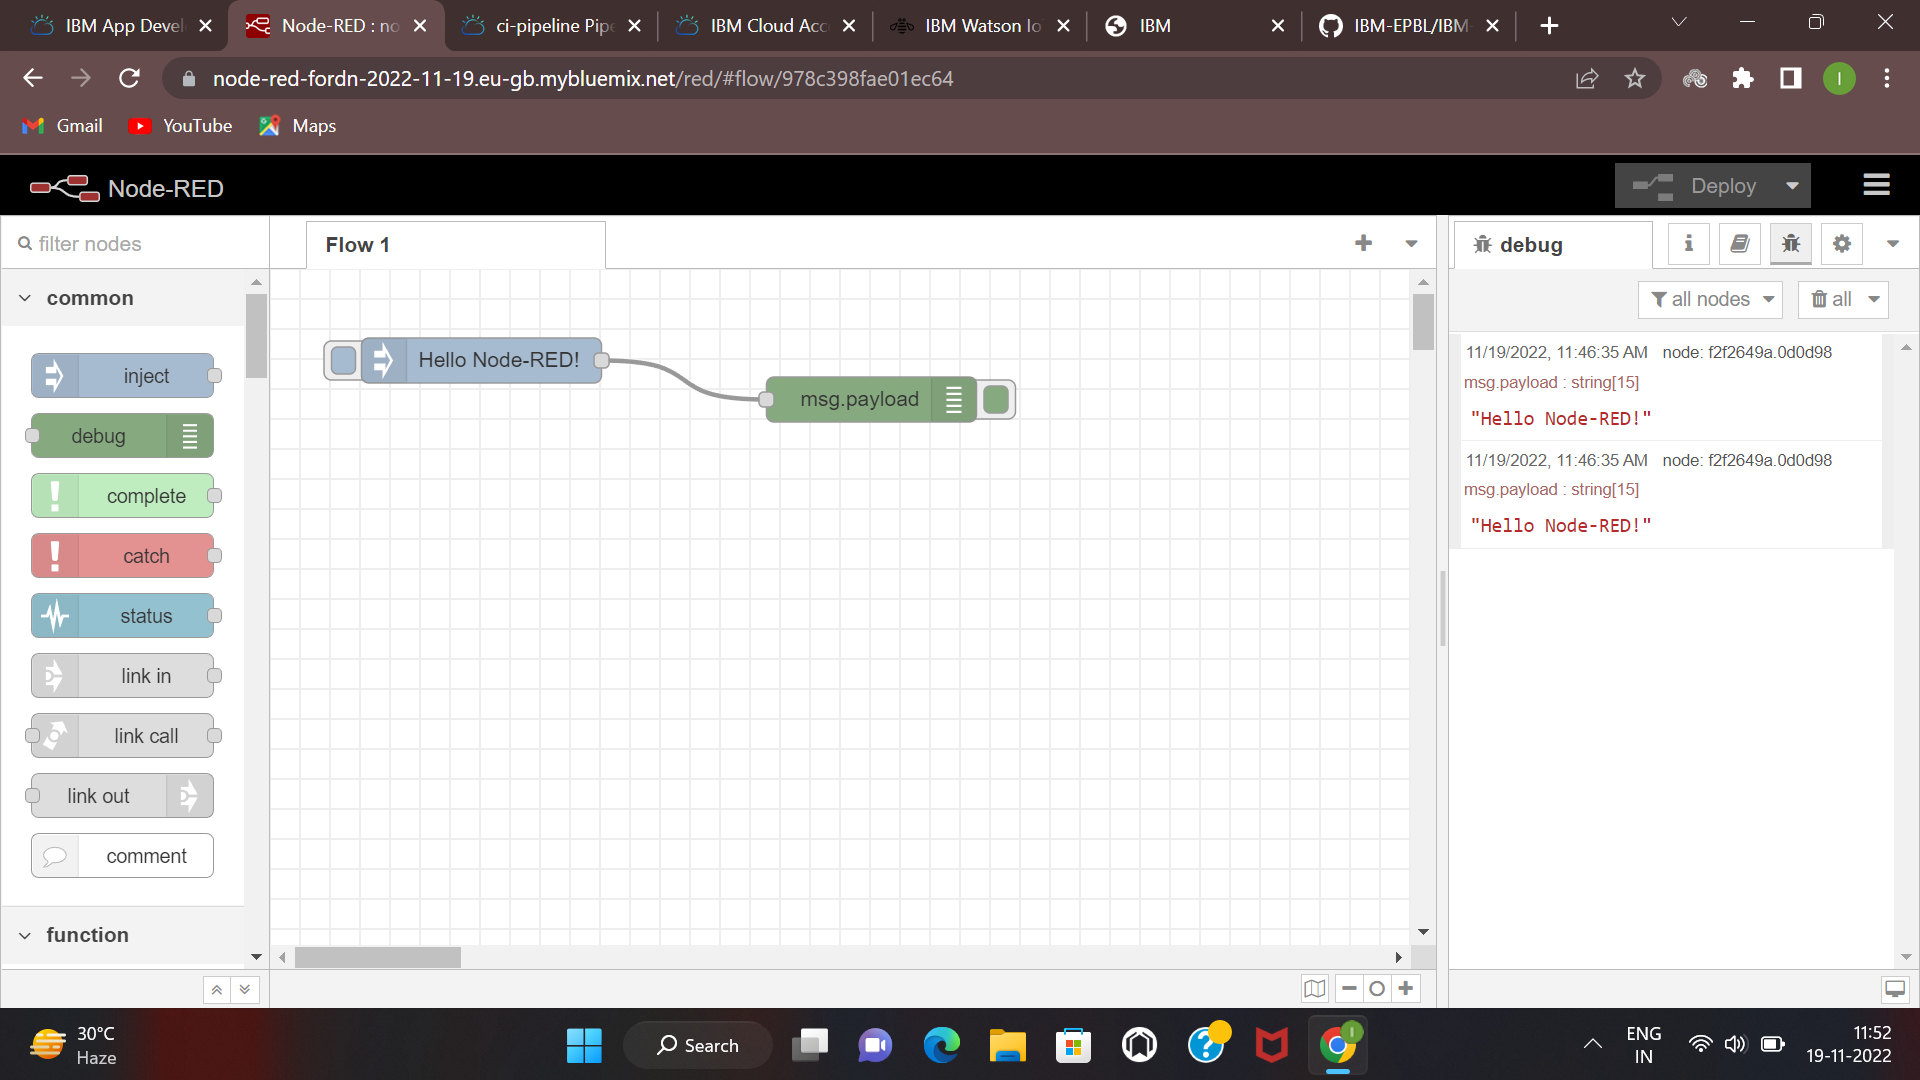 IBM App Devel
Node-RED : no
ci-pipeline Pipe
IBM Cloud Acc
IBM Watson Io
IBM
IBM-EPBL/IBM-
node-red-fordn-2022-11-19.eu-gb.mybluemix.net/red/#flow/978c398fae01ec64
I
Gmail
YouTube
Maps
Node-RED
Deploy
filter nodes
Flow 1
debug
i
common
all nodes
all
inject
debug
complete
catch
status
link in
link call
link out
comment
function
Hello Node-RED!
msg.payload
11/19/2022, 11:46:35 AM node: f2f2649a.0d0d98
msg.payload : string[15]
"Hello Node-RED!"
11/19/2022, 11:46:35 AM node: f2f2649a.0d0d98
msg.payload : string[15]
"Hello Node-RED!"
30°C
Haze
Search
I
ENG
IN
11:52
19-11-2022